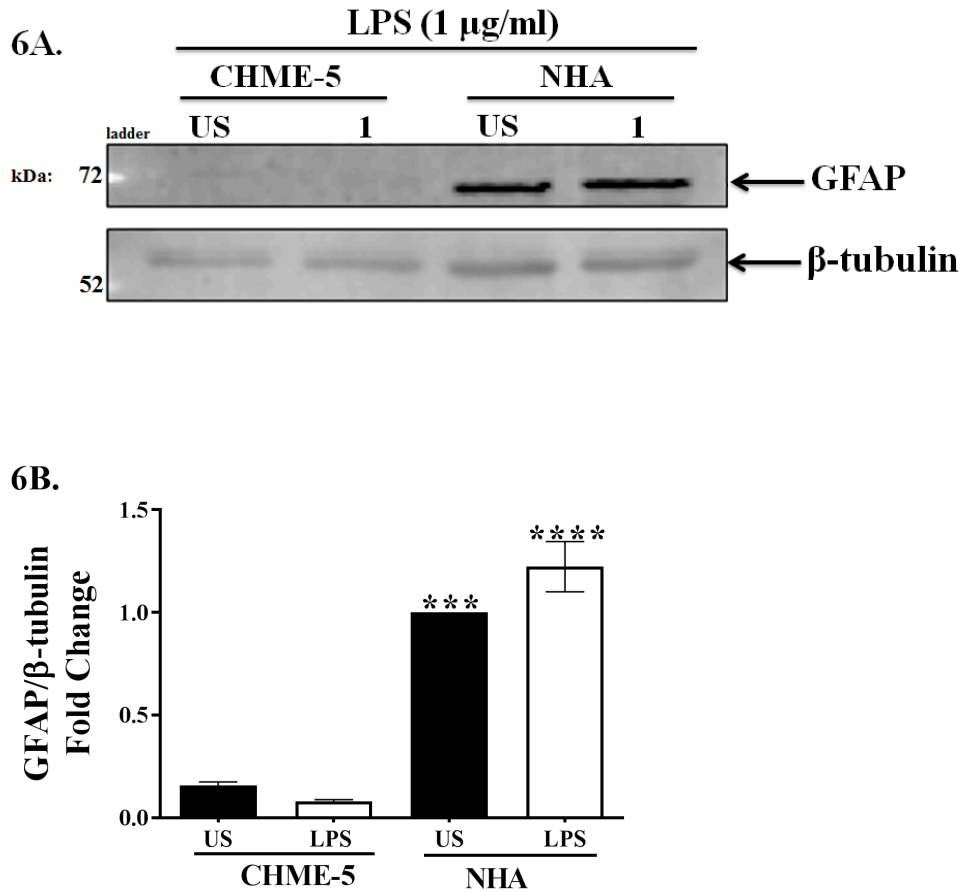 6A.
LPS (1 µg/ml)
CHME-5 NHA
ladder US 1 US 1
kDa: 72 GFAP
52 β-tubulin
6B.
GFAP/β-tubulin
Fold Change
1.5
1.0
0.5
0.0
*** ****
US LPS US LPS
CHME-5 NHA